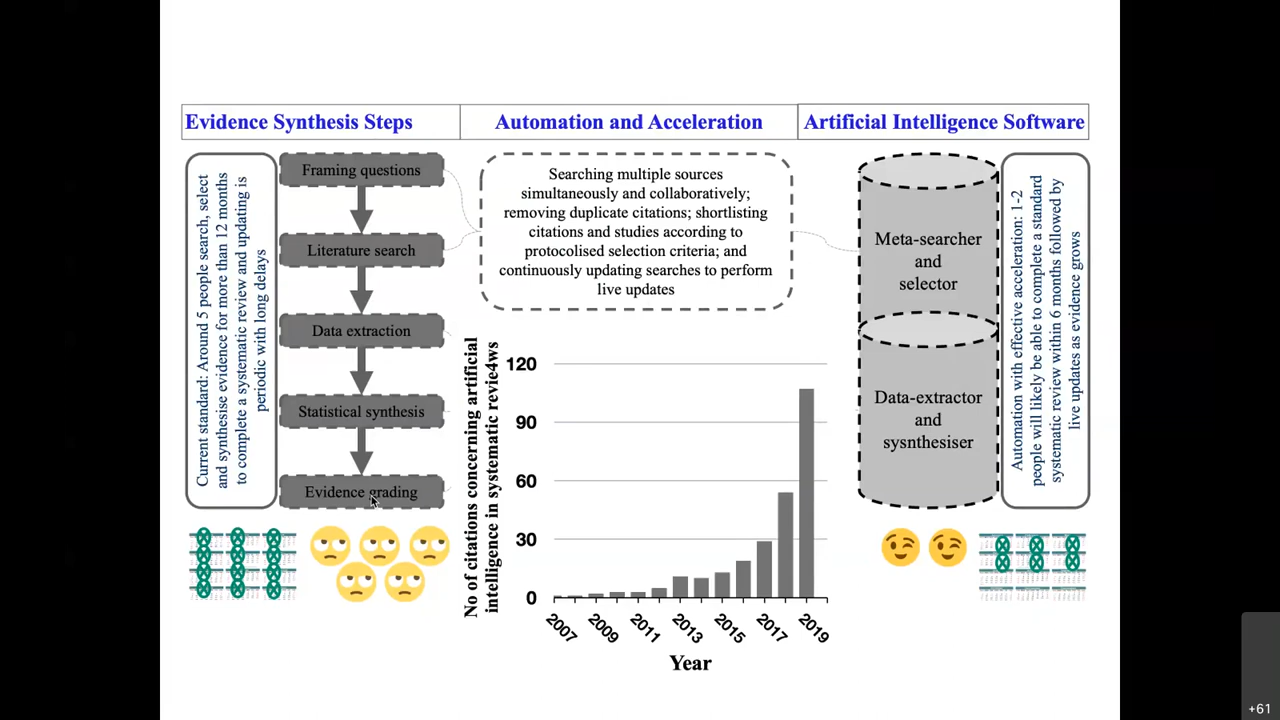 Evidence Synthesis Steps
Automation and Acceleration
Artificial Intelligence Software
Current standard: Around 5 people search, select
and synthesise evidence for more than 12 months
to complete a systematic review and updating is
periodic with long delays
Framing questions
Literature search
Data extraction
Statistical synthesis
Evidence grading
Searching multiple sources
simultaneously and collaboratively;
removing duplicate citations; shortlisting
citations and studies according to
protocolised selection criteria; and
continuously updating searches to perform
live updates
No of citations concerning artificial
intelligence in systematic revie4ws
120
90
60
30
0
2007
2009
2011
2013
2015
2017
2019
Year
Meta-searcher
and
selector
Data-extractor
and
sysnthesiser
Automation with effective acceleration: 1-2
people will likely be able to complete a standard
systematic review within 6 months followed by
live updates as evidence grows
+61